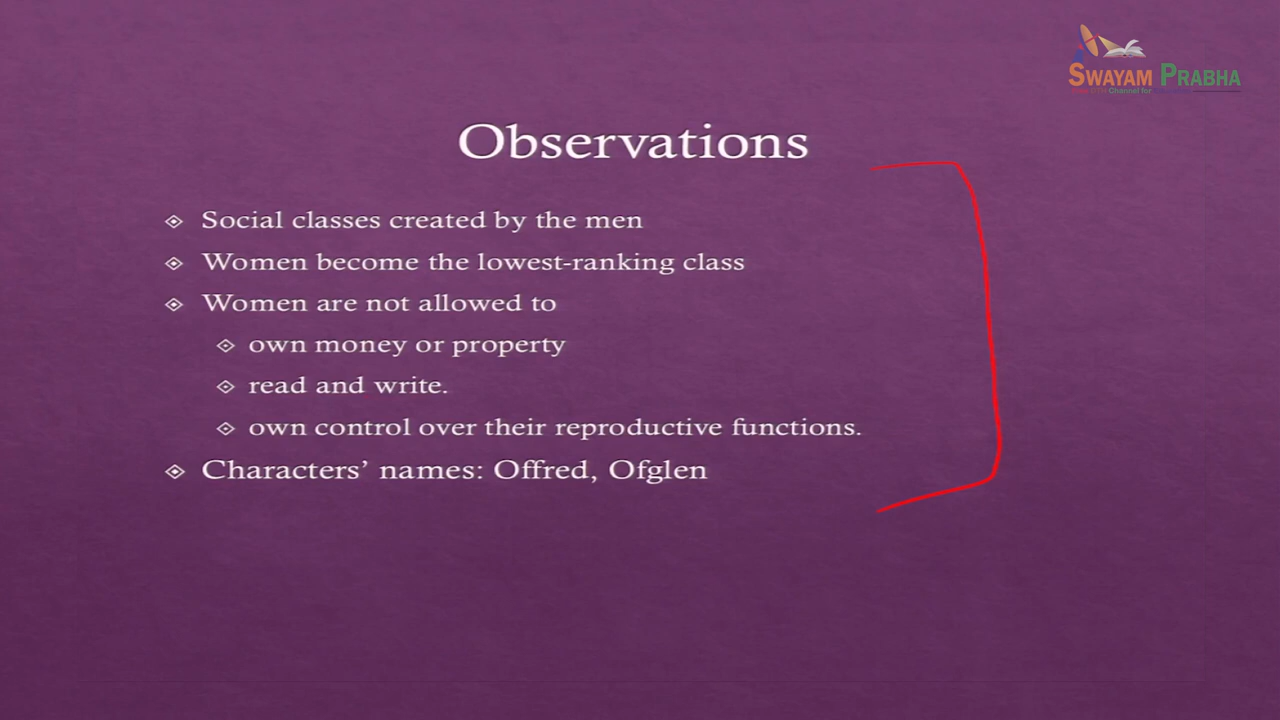 SWAYAM PRABHA
Observations
Social classes created by the men
Women become the lowest-ranking class
Women are not allowed to
own money or property
read and write.
own control over their reproductive functions.
Characters’ names: Offred, Ofglen